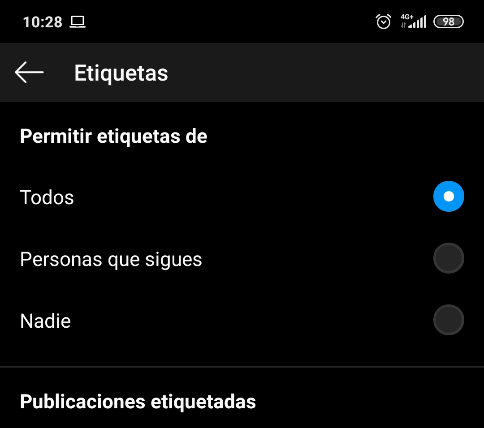 10:28 4G+ 98
Etiquetas
Permitir etiquetas de
Todos
Personas que sigues
Nadie
Publicaciones etiquetadas